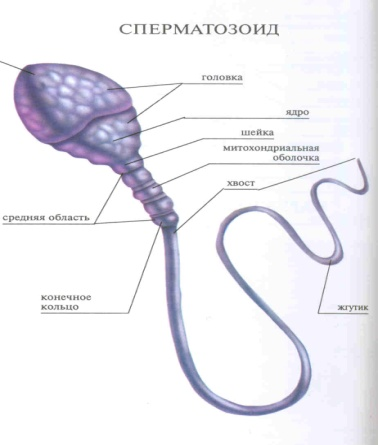 СПЕРМАТОЗОИД
головка
ядро
шейка
митохондриальная
оболочка
хвост
средняя область
конечное
кольцо
жгутик